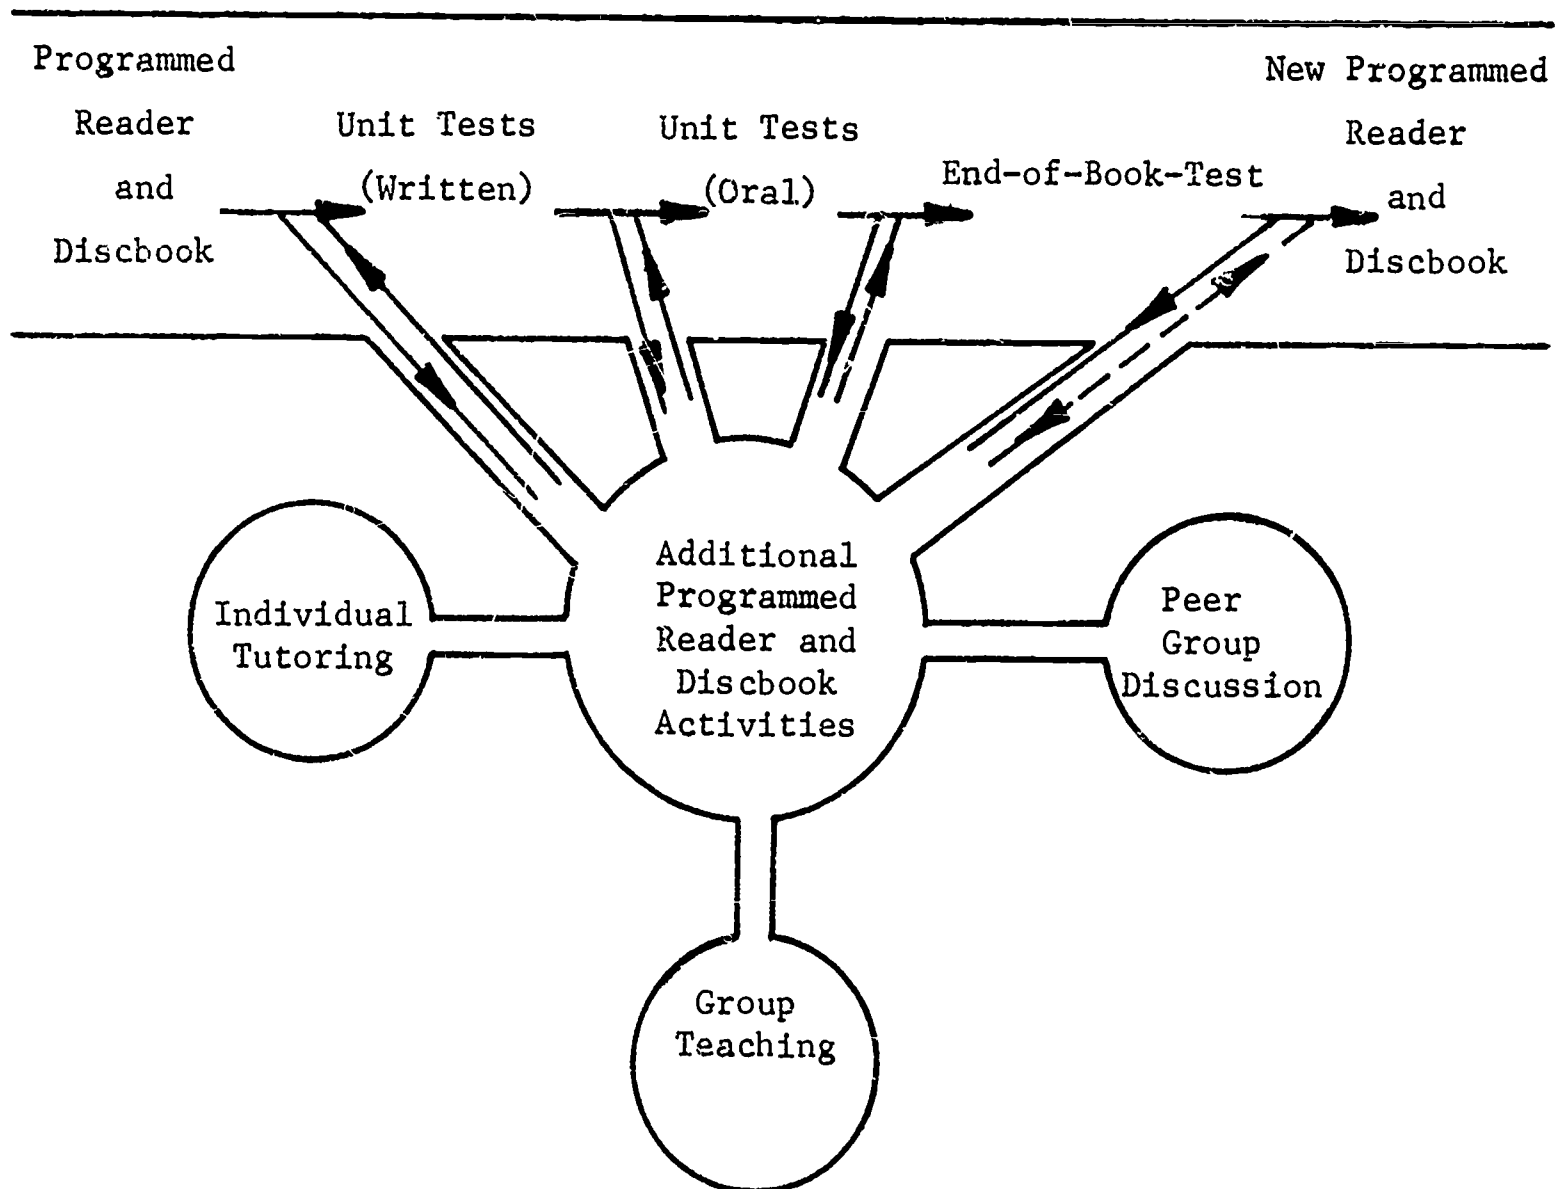 Programmed
Reader
and
Discbook
Unit Tests
(Written)
Unit Tests
(Oral)
End-of-Book-Test
New Programmed
Reader
and
Discbook
Additional
Programmed
Reader and
Discbook
Activities
Individual
Tutoring
Peer
Group
Discussion
Group
Teaching